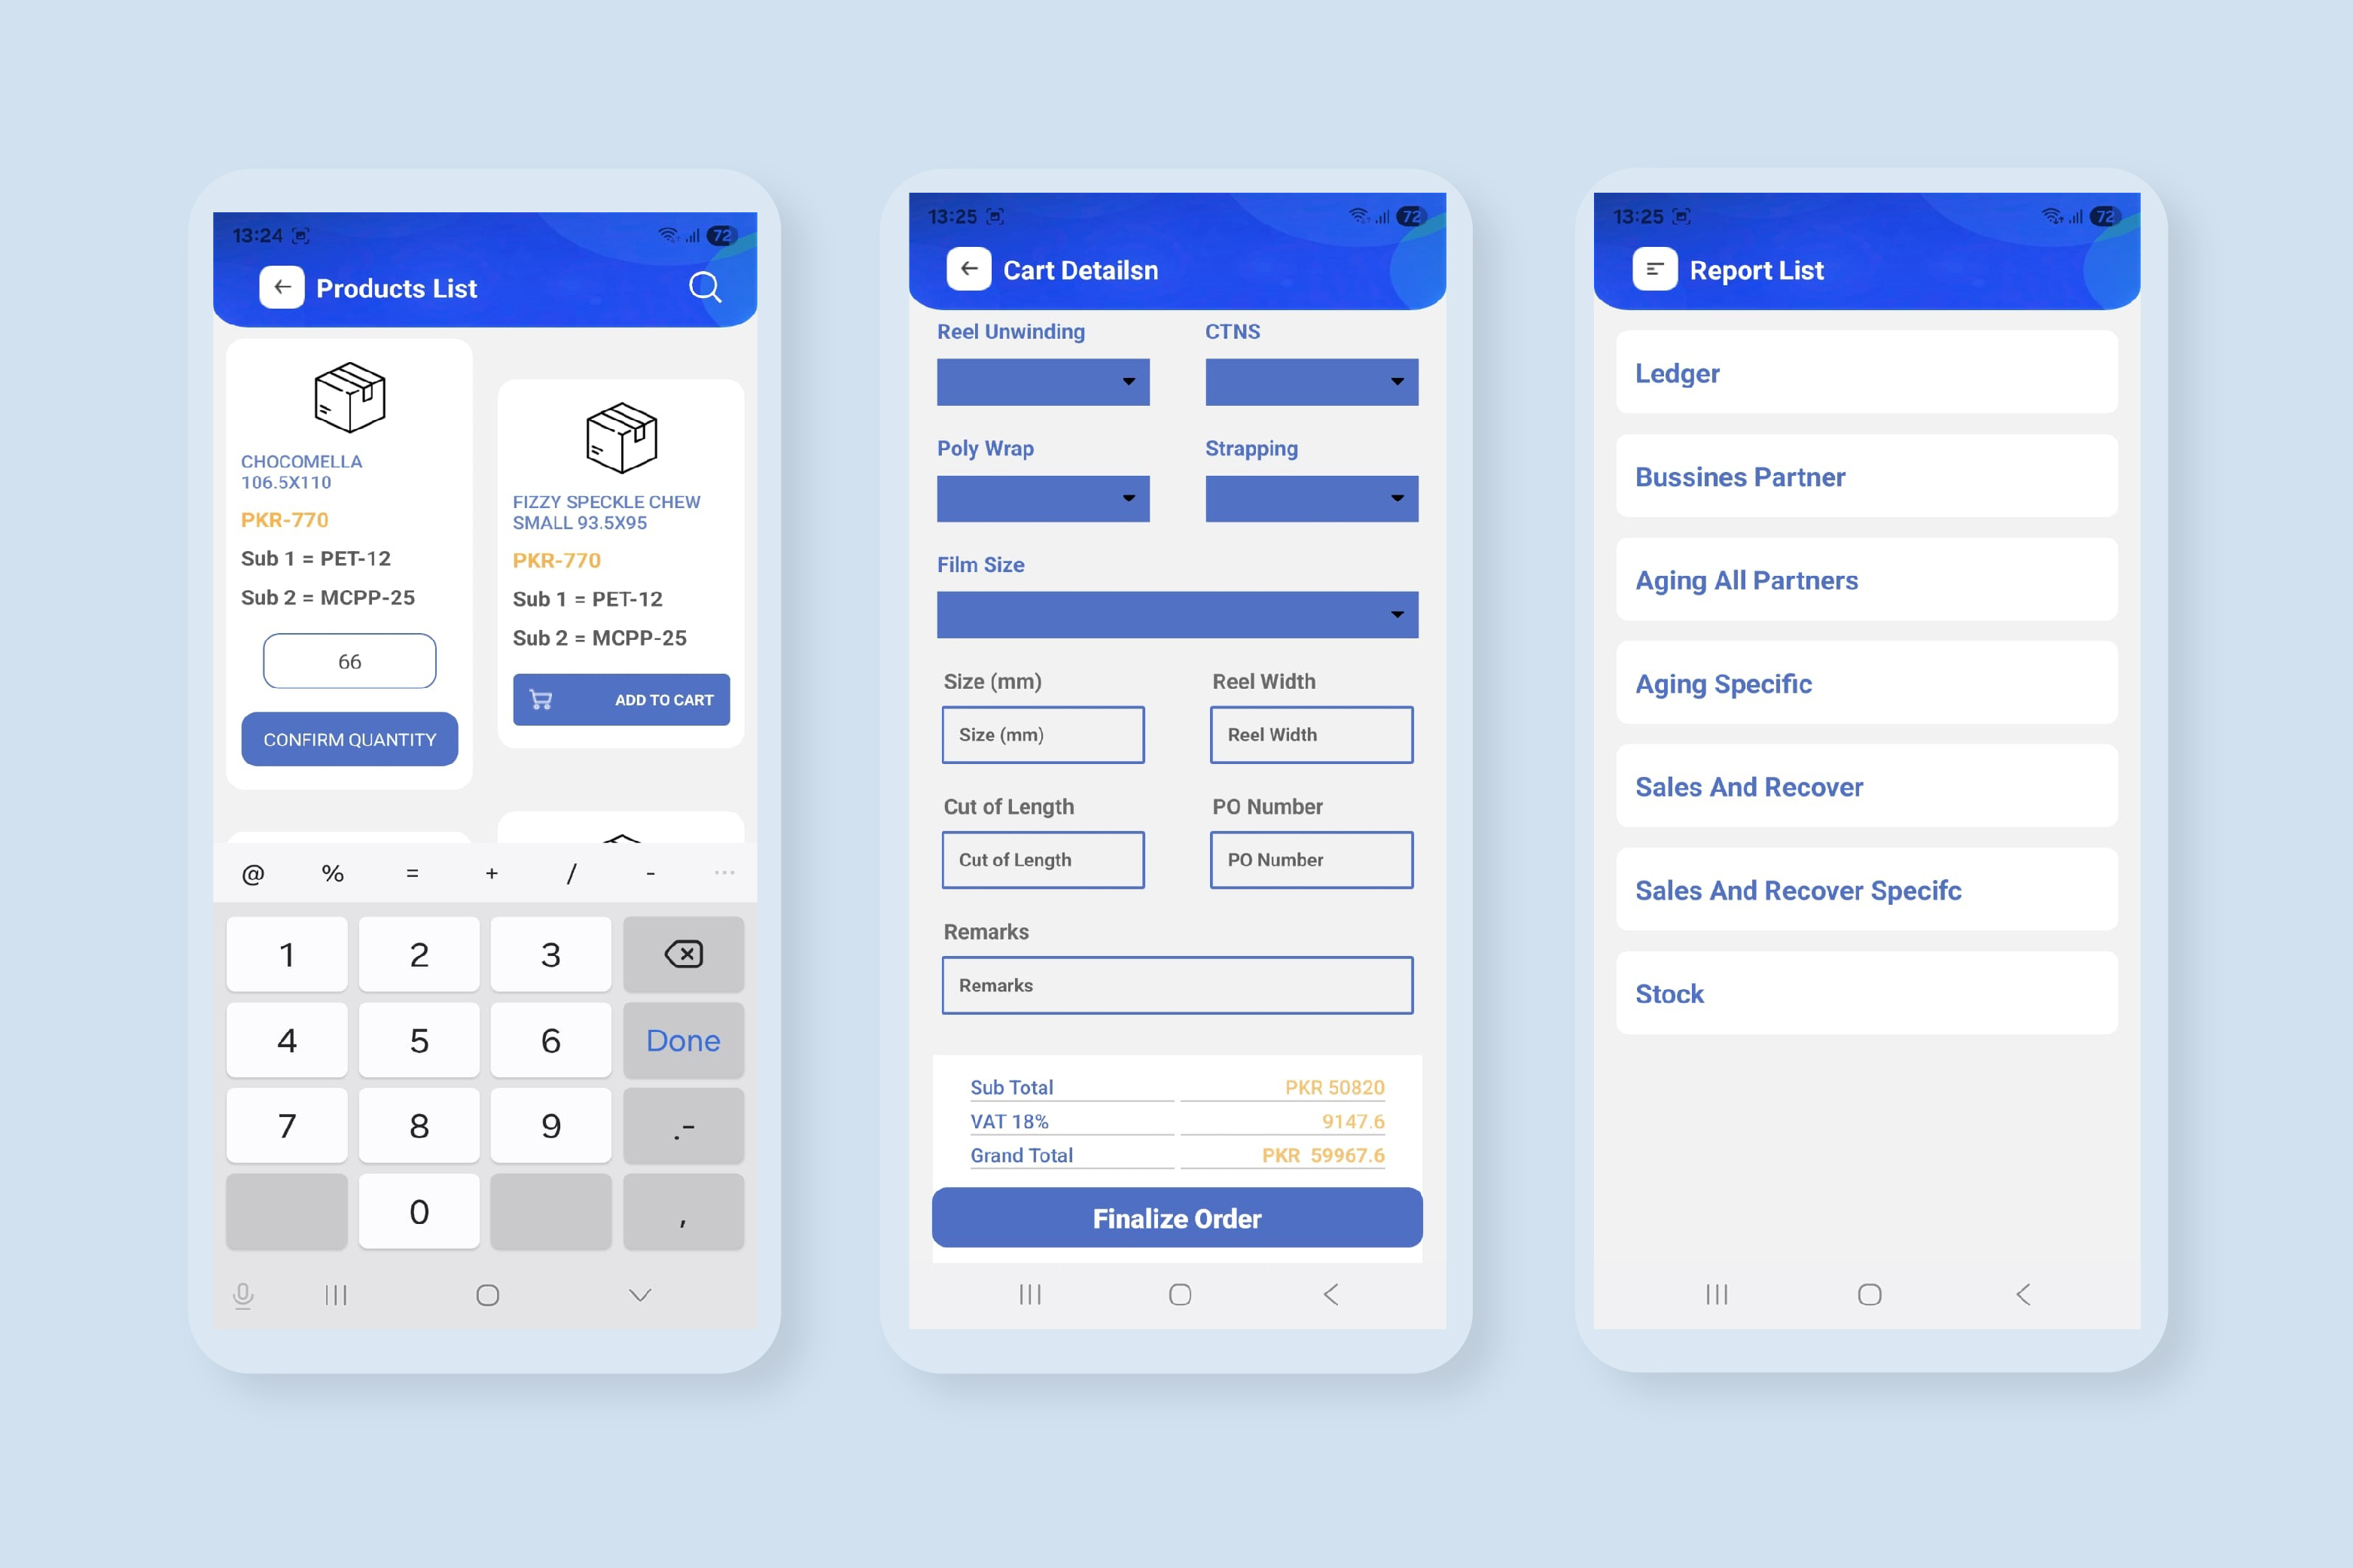 13:24
72
Products List
CHOCOMELLA
106.5X110
PKR-770
Sub 1 = PET-12
Sub 2 = MCPP-25
66
CONFIRM QUANTITY
FIZZY SPECKLE CHEW
SMALL 93.5X95
PKR-770
Sub 1 = PET-12
Sub 2 = MCPP-25
ADD TO CART
@ % = + / - ...
1 2 3
4 5 6 Done
7 8 9 .-
0 ,
13:25
72
Cart Detailsn
Reel Unwinding CTNS
Poly Wrap Strapping
Film Size
Size (mm) Reel Width
Size (mm) Reel Width
Cut of Length PO Number
Cut of Length PO Number
Remarks
Remarks
Sub Total PKR 50820
VAT 18% 9147.6
Grand Total PKR 59967.6
Finalize Order
13:25
72
Report List
Ledger
Bussines Partner
Aging All Partners
Aging Specific
Sales And Recover
Sales And Recover Specifc
Stock